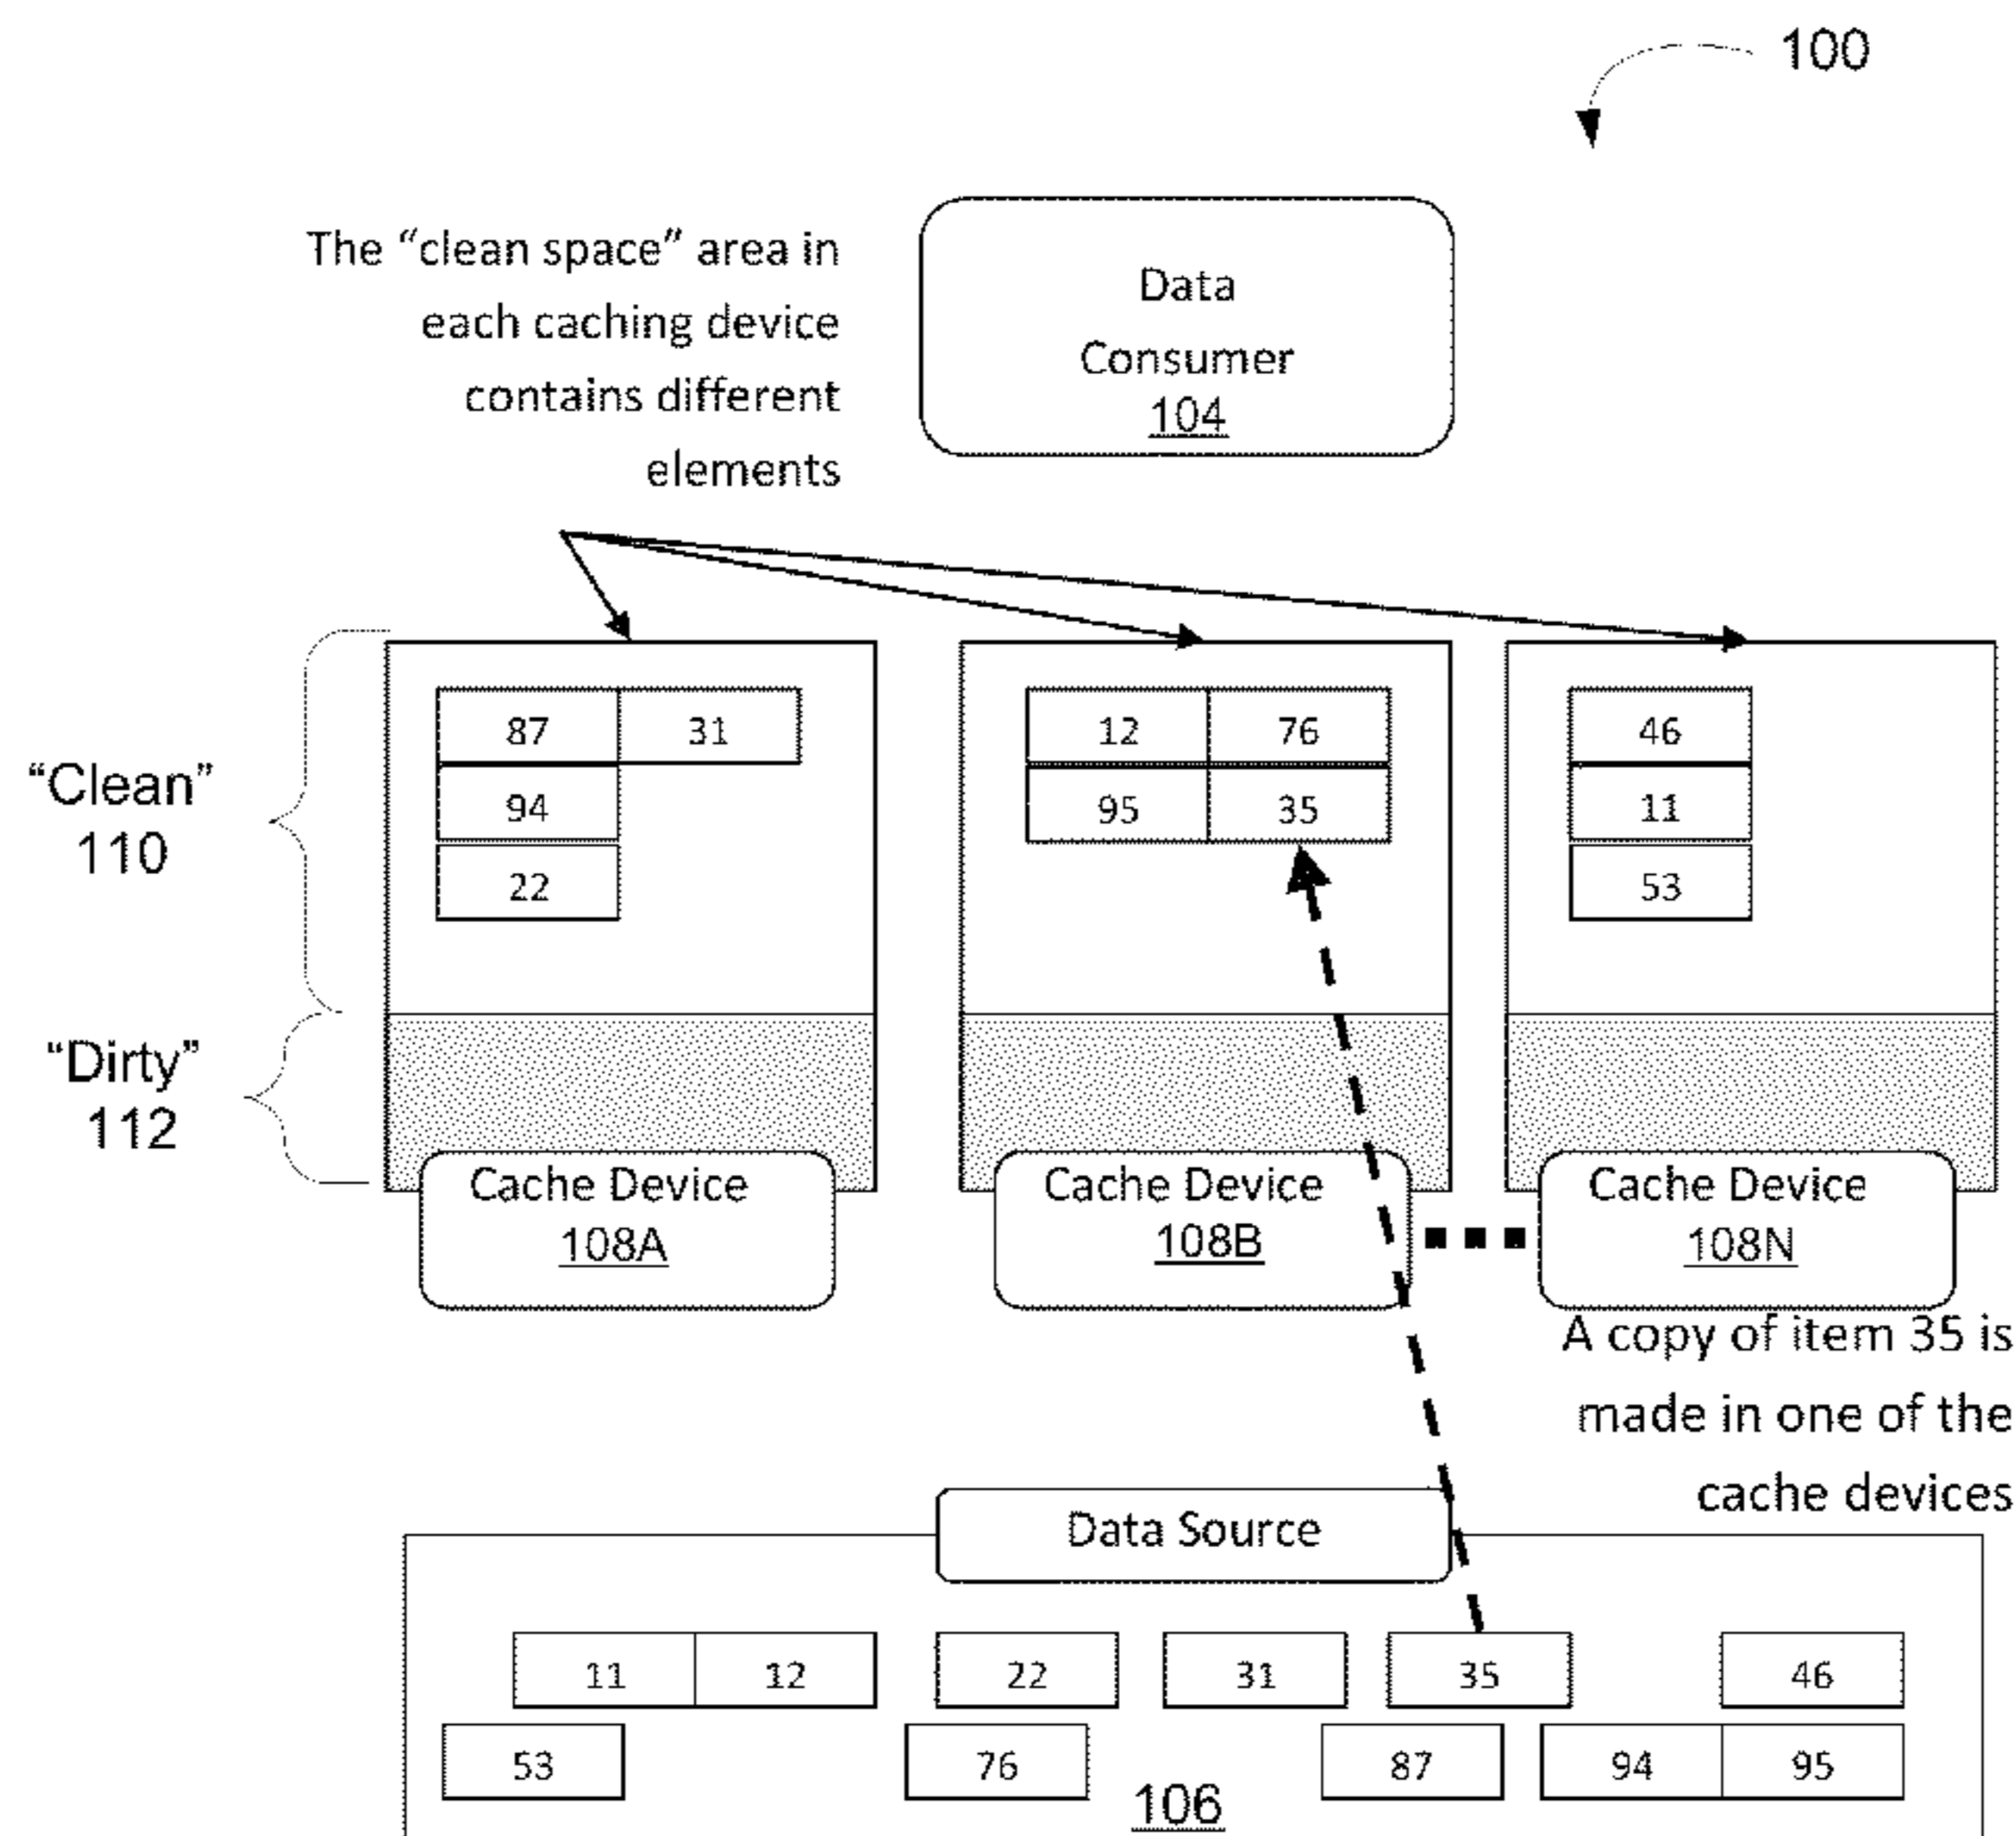 100
The “clean space” area in
each caching device
contains different
elements
Data
Consumer
104
87 31
94
22
12 76
95 35
46
11
53
“Clean”
110
“Dirty”
112
Cache Device
108A
Cache Device
108B
Cache Device
108N
A copy of item 35 is
made in one of the
cache devices
Data Source
11 12 22 31 35 46
53 76 87 94 95
106